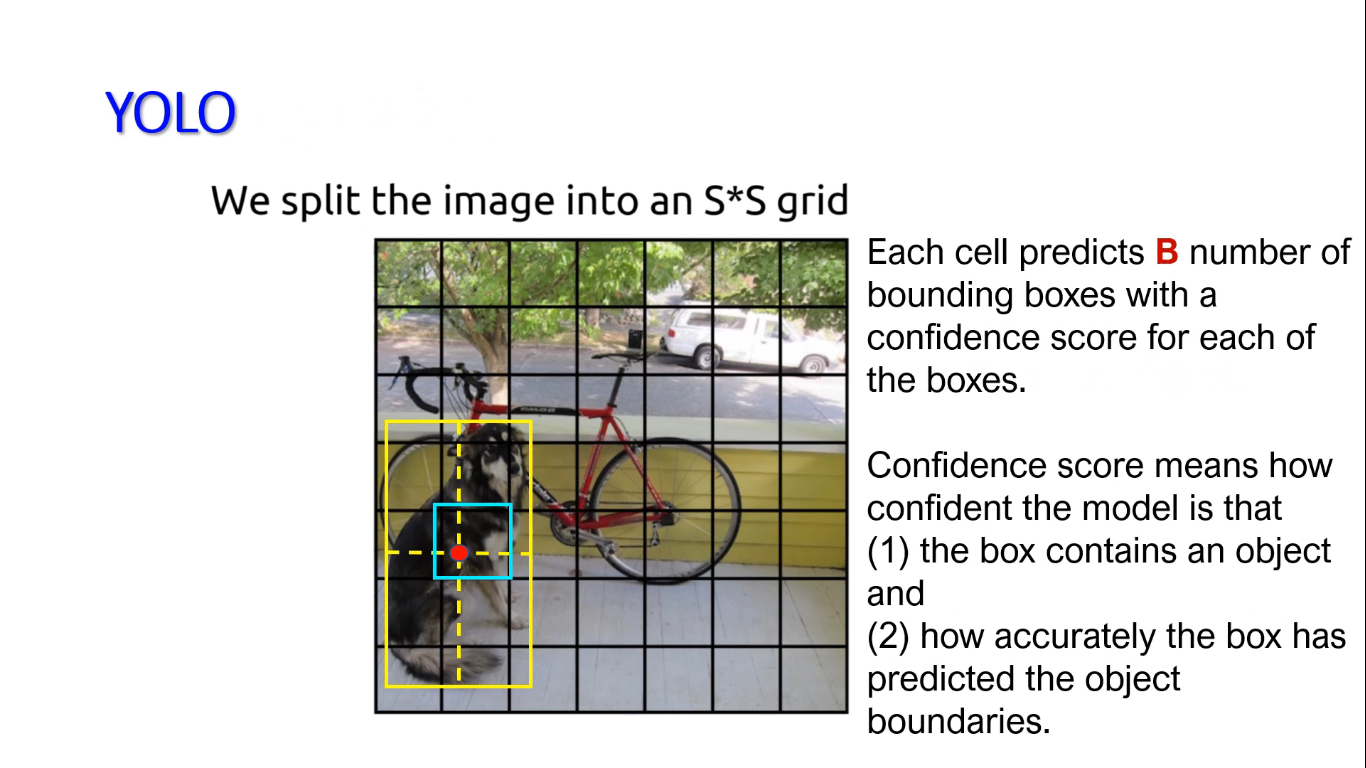 YOLO
We split the image into an S*S grid
Each cell predicts B number of
bounding boxes with a
confidence score for each of
the boxes.
Confidence score means how
confident the model is that
(1) the box contains an object
and
(2) how accurately the box has
predicted the object
boundaries.